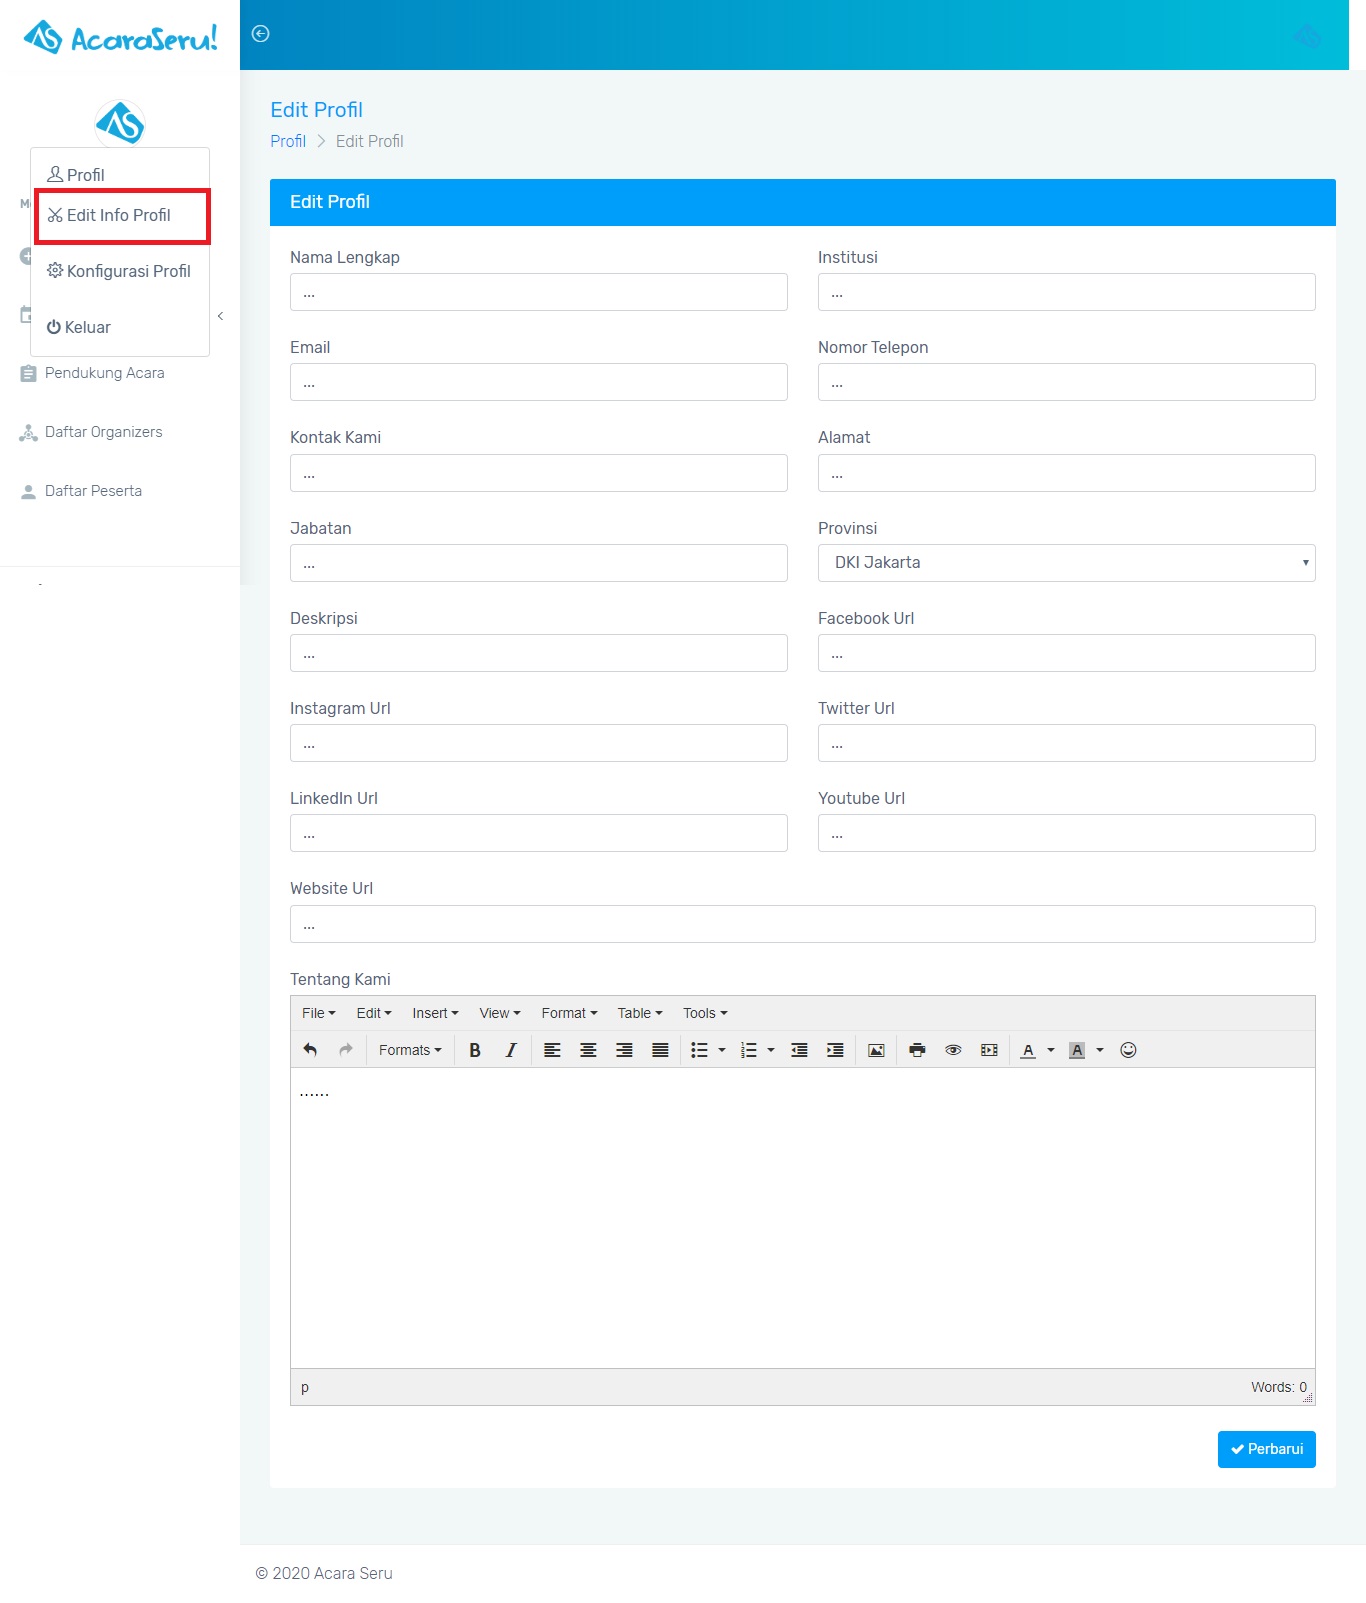 AcaraSeru!
Profil
Edit Info Profil
Konfigurasi Profil
Keluar
Pendukung Acara
Daftar Organizers
Daftar Peserta
Edit Profil
Profil > Edit Profil
Edit Profil
Nama Lengkap
...
Institusi
...
Email
...
Nomor Telepon
...
Kontak Kami
...
Alamat
...
Jabatan
...
Provinsi
DKI Jakarta
Deskripsi
...
Facebook Url
...
Instagram Url
...
Twitter Url
...
LinkedIn Url
...
Youtube Url
...
Website Url
...
Tentang Kami
File Edit Insert View Format Table Tools
Formats B I A A
......
p Words: 0
Perbarui
© 2020 Acara Seru